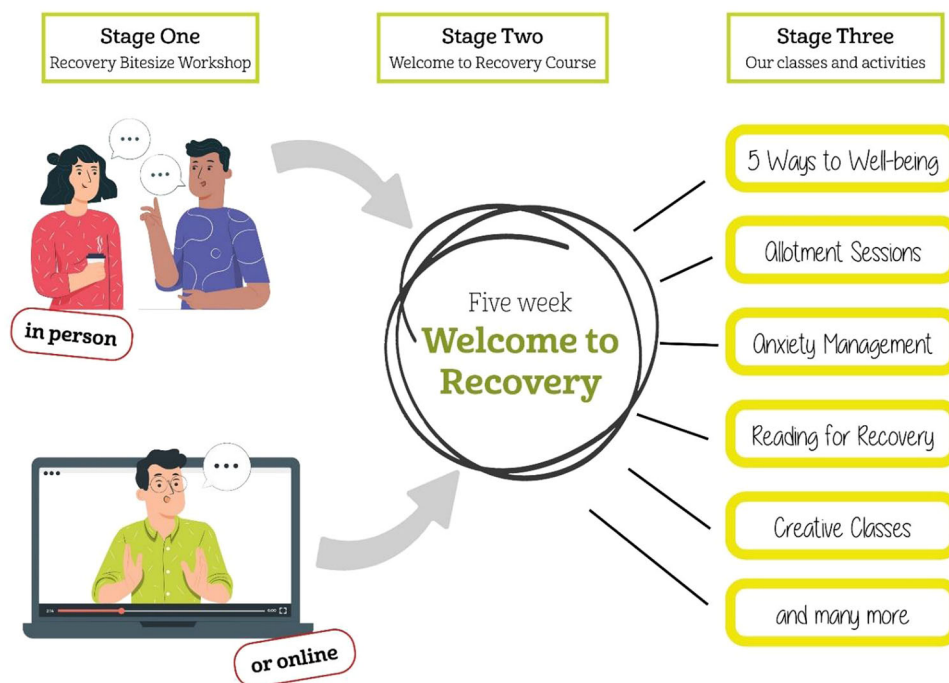 Stage One
Recovery Bitesize Workshop
Stage Two
Welcome to Recovery Course
Stage Three
Our classes and activities
in person
or online
Five week
Welcome to
Recovery
5 Ways to Well-being
Allotment Sessions
Anxiety Management
Reading for Recovery
Creative Classes
and many more